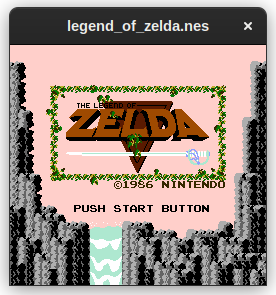 legend_of_zelda.nes
THE LEGEND OF
ZELDA
©1986 NINTENDO
PUSH START BUTTON